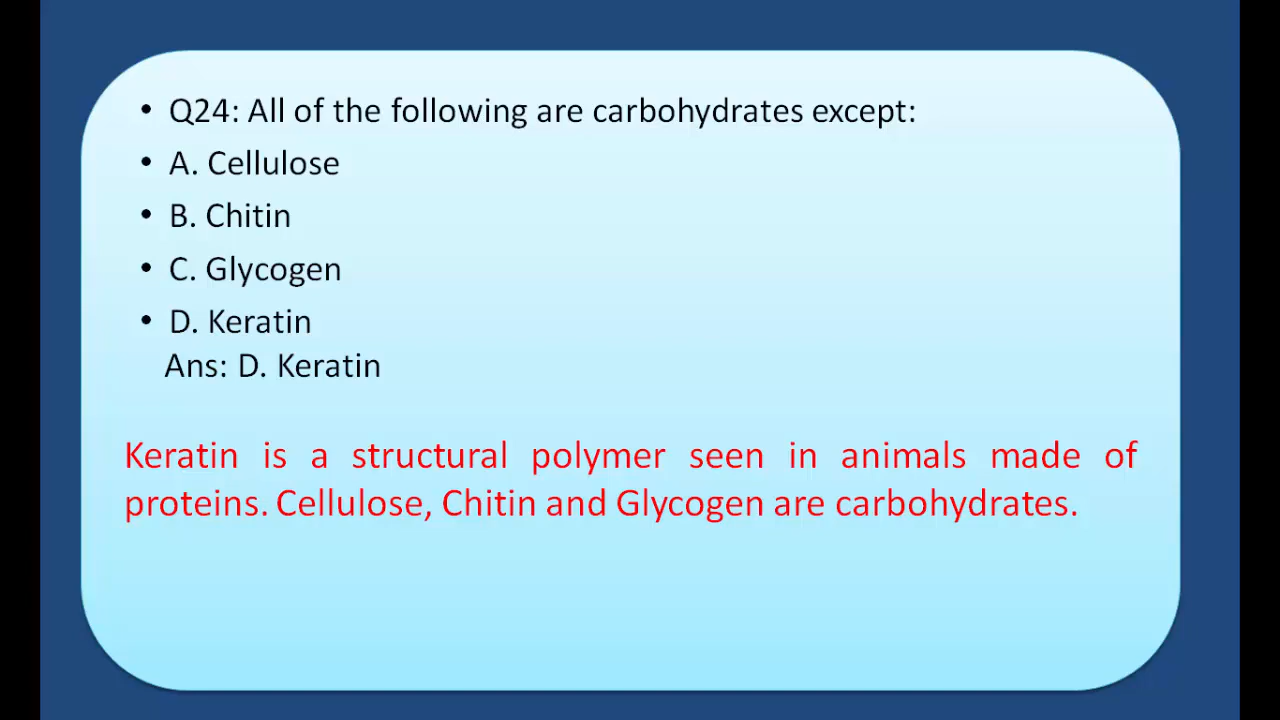 • Q24: All of the following are carbohydrates except:
• A. Cellulose
• B. Chitin
• C. Glycogen
• D. Keratin
Ans: D. Keratin
Keratin is a structural polymer seen in animals made of
proteins. Cellulose, Chitin and Glycogen are carbohydrates.